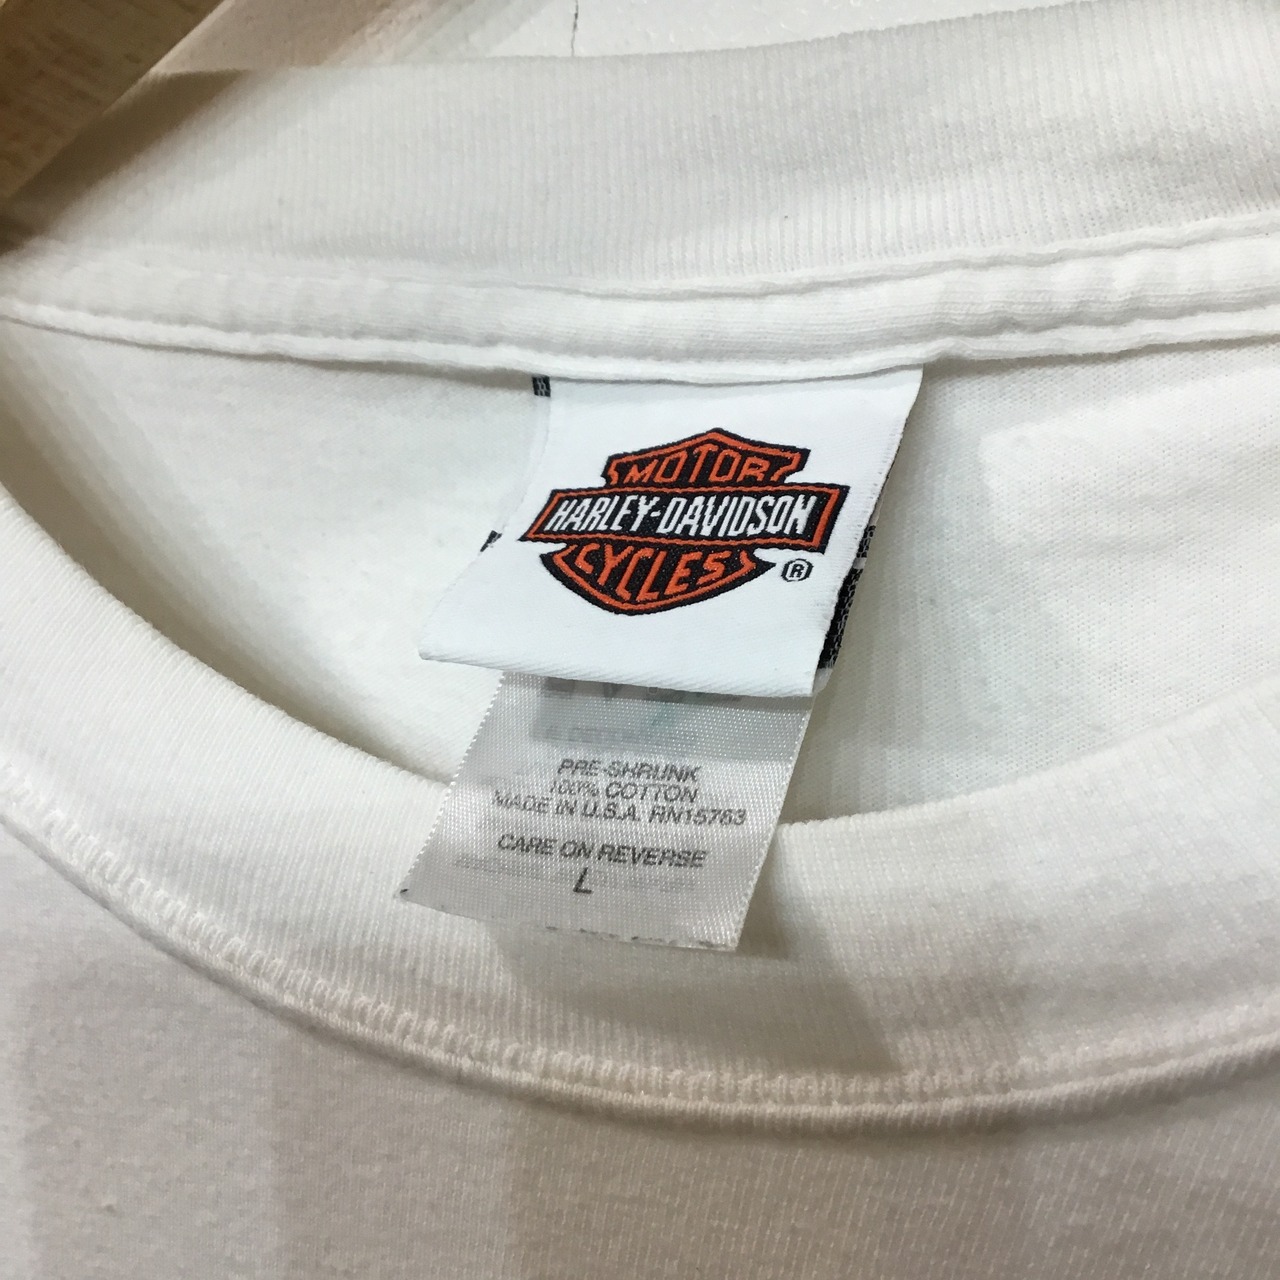 MOTOR
HARLEY-DAVIDSON
CYCLES
®
PRE-SHRUNK
100% COTTON
MADE IN U.S.A. RN15763
CARE ON REVERSE
L